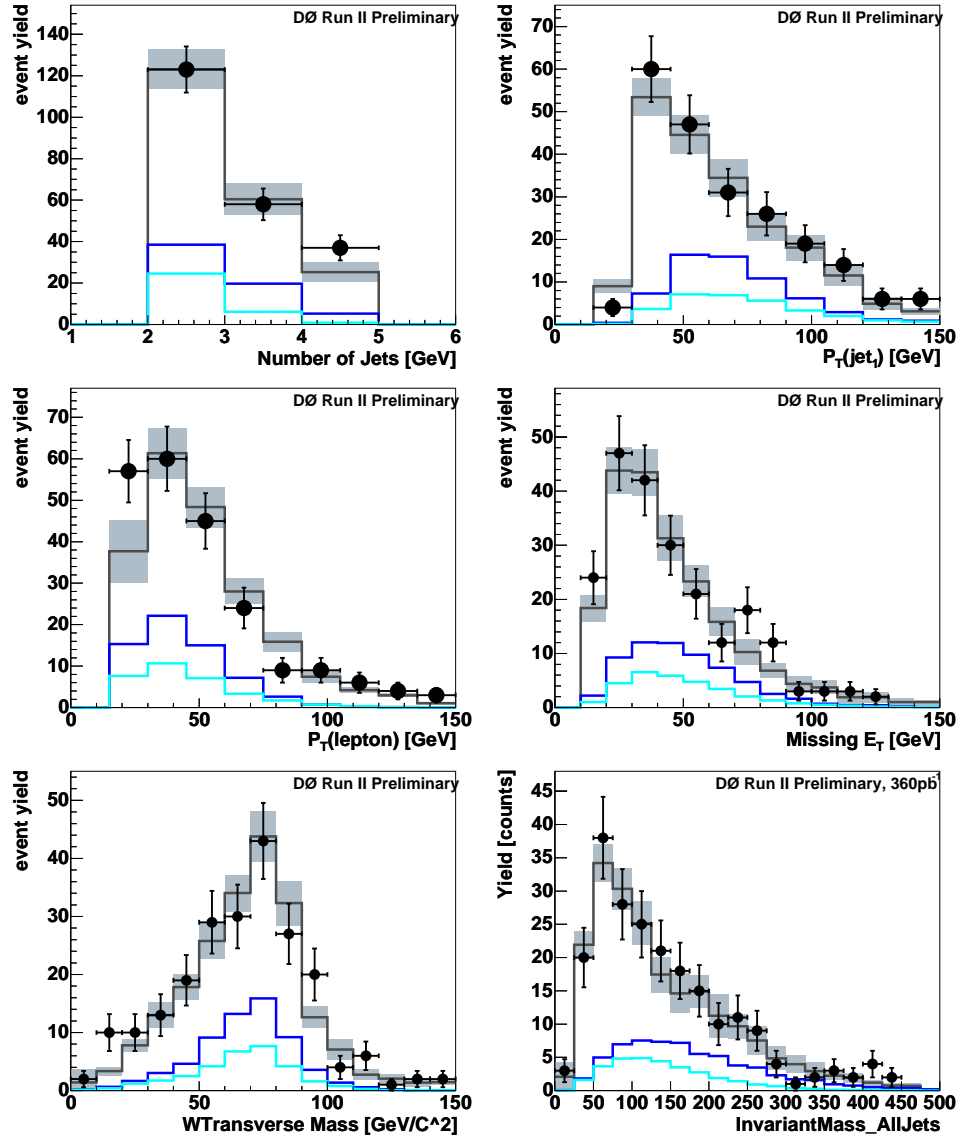 DØ Run II Preliminary
event yield
140
120
100
80
60
40
20
0
1 2 3 4 5 6
Number of Jets [GeV]
DØ Run II Preliminary
event yield
70
60
50
40
30
20
10
0
0 50 100 150
P_T(jet_1) [GeV]
DØ Run II Preliminary
event yield
70
60
50
40
30
20
10
0
0 50 100 150
P_T(lepton) [GeV]
DØ Run II Preliminary
event yield
50
40
30
20
10
0
0 50 100 150
Missing E_T [GeV]
DØ Run II Preliminary
event yield
50
40
30
20
10
0
0 50 100 150
WTransverse Mass [GeV/C^2]
DØ Run II Preliminary, 360pb^-1
Yield [counts]
45
40
35
30
25
20
15
10
5
0
0 50 100 150 200 250 300 350 400 450 500
InvariantMass_AllJets